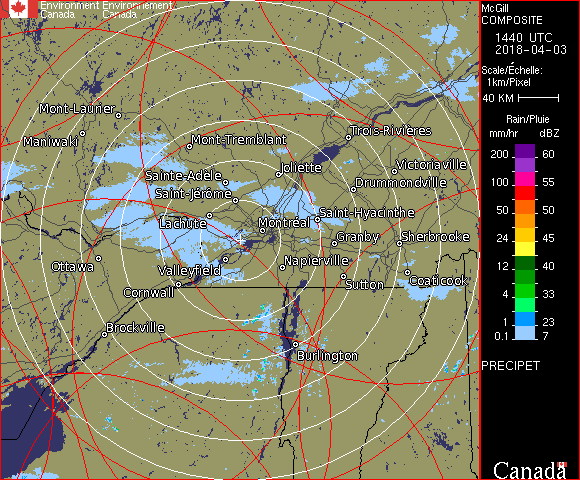 Environment Environnement
Canada Canada
McGill
COMPOSITE
1440 UTC
2018-04-03
Scale/Échelle:
1km/Pixel
40 KM
Rain/Pluie
mm/hr dBZ
200 60
100 55
50 50
24 45
12 40
4 33
1 23
0.1 7
PRECIPET
Canada
Mont-Laurier
Maniwaki
Mont-Tremblant
Trois-Rivières
Sainte-Adèle
Joliette
Victoriaville
Saint-Jérôme
Drummondville
Lachute
Montréal
Saint-Hyacinthe
Granby
Sherbrooke
Ottawa
Valleyfield
Napierville
Cornwall
Sutton
Coaticook
Brockville
Burlington